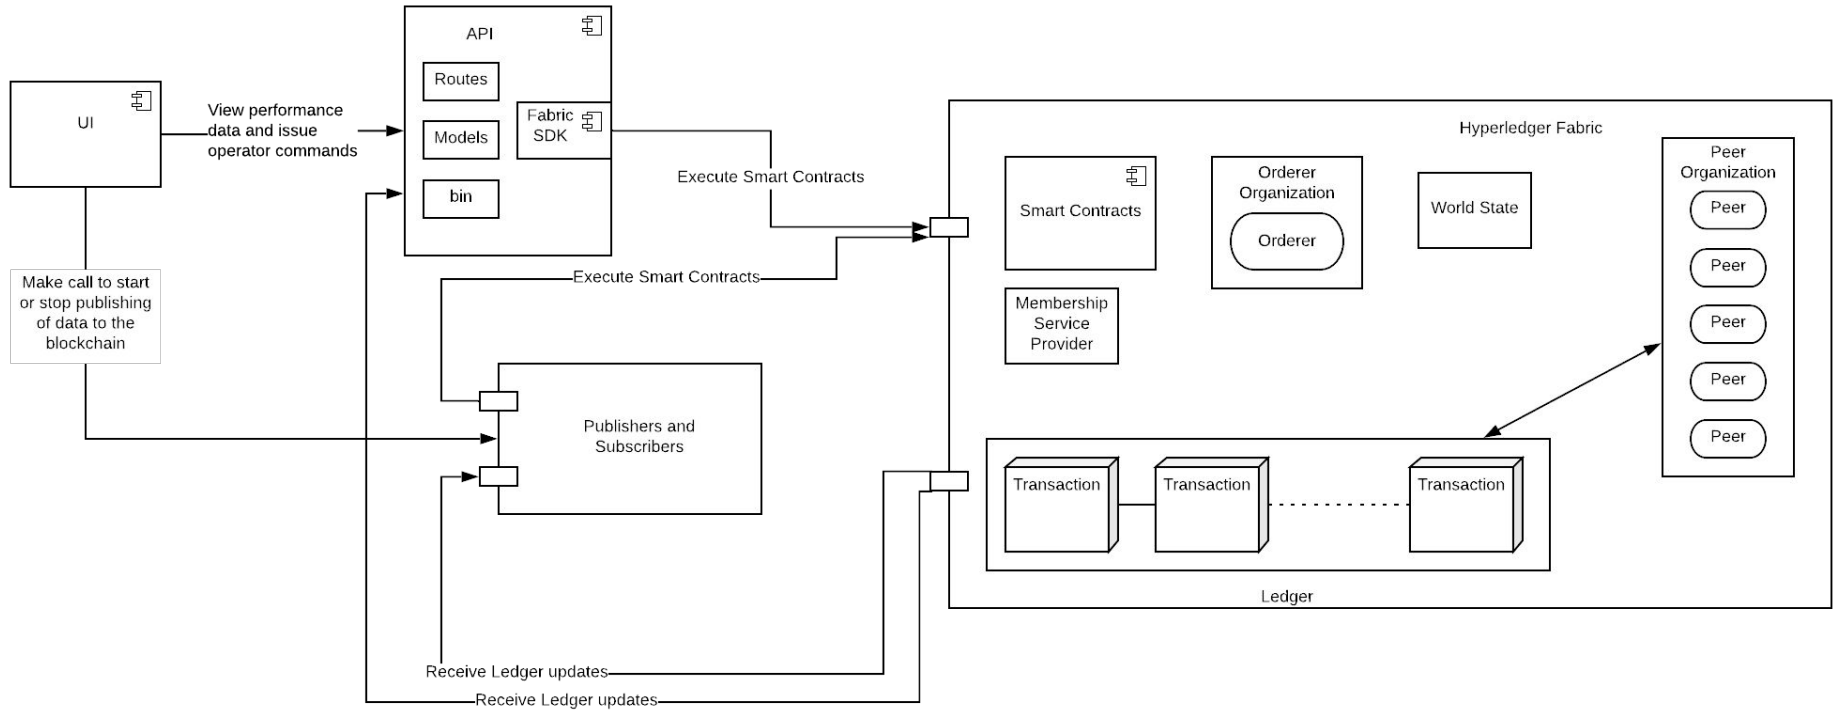 API
Routes
Models
bin
Fabric
SDK
UI
View performance
data and issue
operator commands
Make call to start
or stop publishing
of data to the
blockchain
Execute Smart Contracts
Execute Smart Contracts
Publishers and
Subscribers
Receive Ledger updates
Receive Ledger updates
Hyperledger Fabric
Smart Contracts
Orderer
Organization
Orderer
World State
Membership
Service
Provider
Peer
Organization
Peer
Peer
Peer
Peer
Peer
Transaction
Transaction
Transaction
Ledger